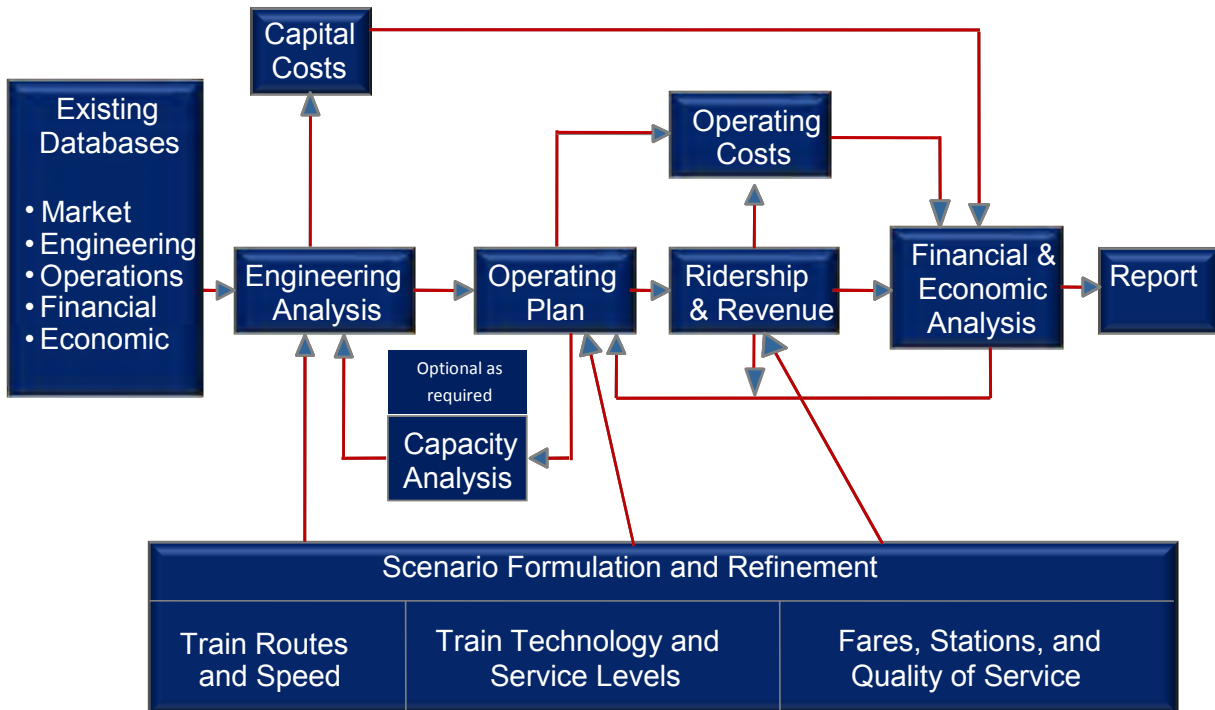 Capital
Costs
Existing
Databases
• Market
• Engineering
• Operations
• Financial
• Economic
Operating
Costs
Engineering
Analysis
Operating
Plan
Ridership
& Revenue
Financial &
Economic
Analysis
Report
Optional as
required
Capacity
Analysis
Scenario Formulation and Refinement
Train Routes
and Speed
Train Technology and
Service Levels
Fares, Stations, and
Quality of Service